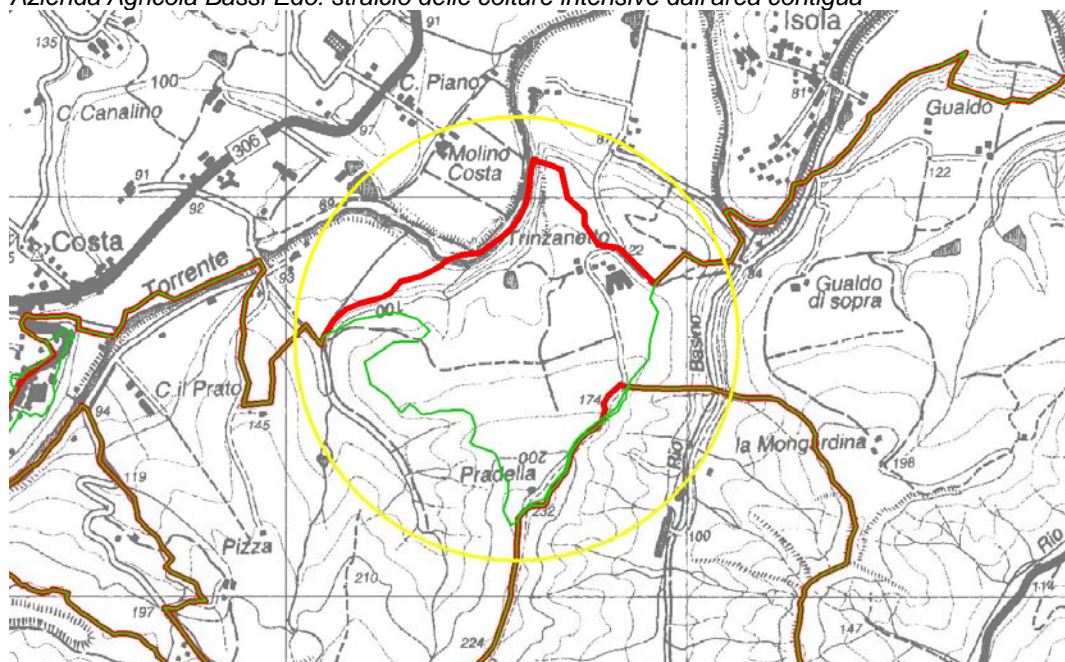 Azienda Agricola Bassi Edo: stralcio delle colture intensive dall'area contigua
135
91
Isola
100
C. Piano
C. Canalino
81
Gualdo
97
306
Molino
Costa
87
91
122
92
89
Costa
Trinzanetto
122
Torrente
93
84
Gualdo
di sopra
100
Basino
C. il Prato
174
94
145
la Mongardina
200
119
Pradella
Rio
198
232
Pizza
100
Rio
210
114
197
224
147